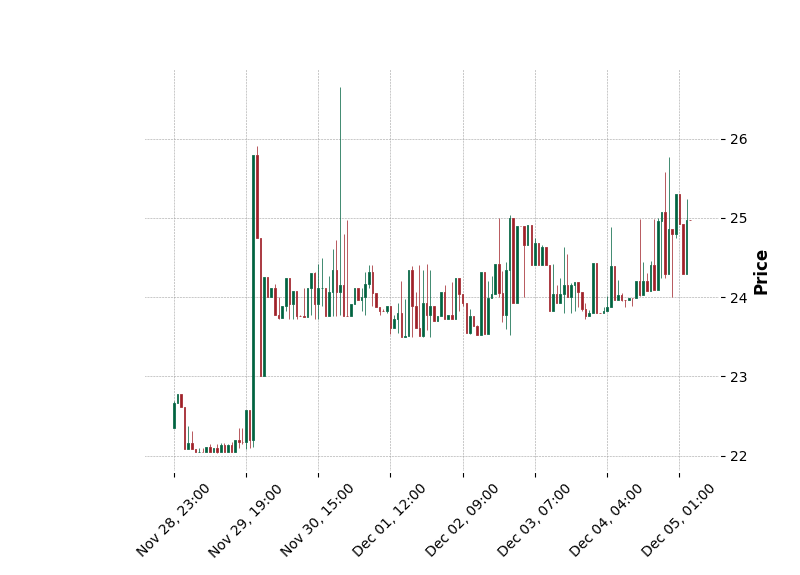 26
25
24
23
22
Price
Nov 28, 23:00
Nov 29, 19:00
Nov 30, 15:00
Dec 01, 12:00
Dec 02, 09:00
Dec 03, 07:00
Dec 04, 04:00
Dec 05, 01:00